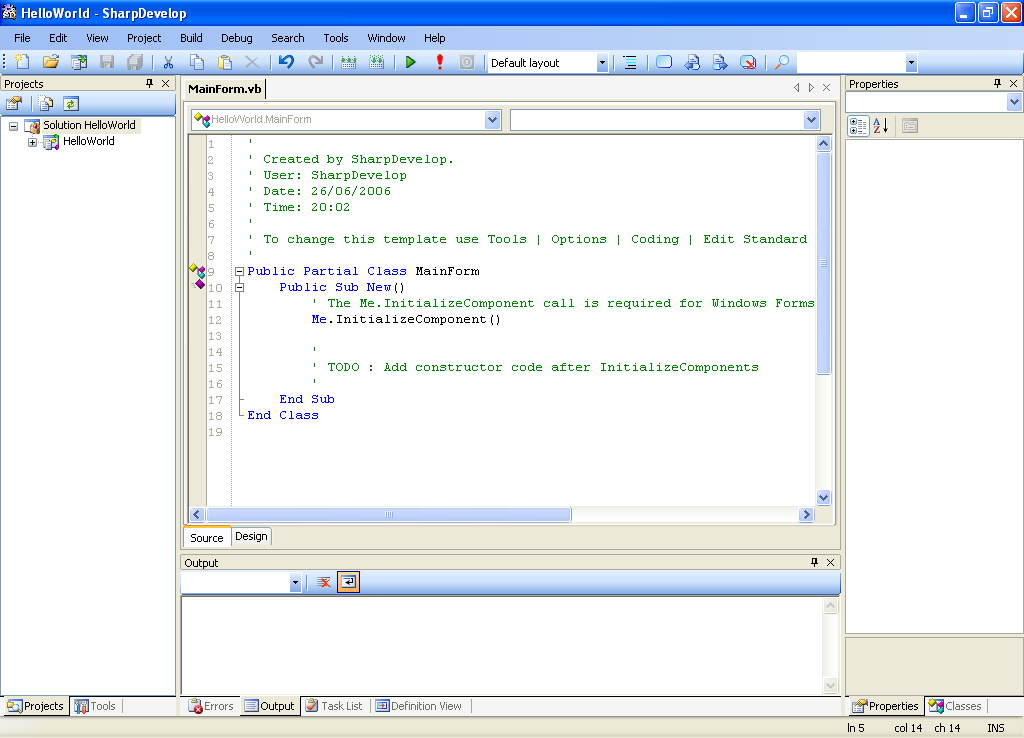 HelloWorld - SharpDevelop
File Edit View Project Build Debug Search Tools Window Help
Default layout
Projects
Solution HelloWorld
HelloWorld
MainForm.vb
HelloWorld.MainForm
1 '
2 ' Created by SharpDevelop.
3 ' User: SharpDevelop
4 ' Date: 26/06/2006
5 ' Time: 20:02
6 '
7 ' To change this template use Tools | Options | Coding | Edit Standard
8 '
9 Public Partial Class MainForm
10 Public Sub New()
11 ' The Me.InitializeComponent call is required for Windows Forms
12 Me.InitializeComponent()
13
14 '
15 ' TODO : Add constructor code after InitializeComponents
16 '
17 End Sub
18 End Class
19
Source Design
Output
Properties
A
Z
Projects Tools
Errors Output Task List Definition View
Properties Classes
ln 5 col 14 ch 14 INS